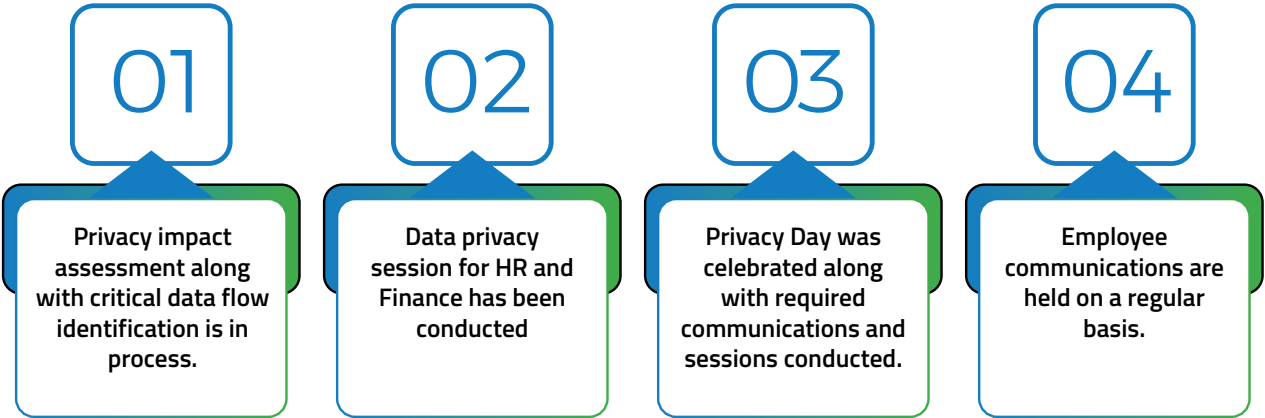 01
Privacy impact
assessment along
with critical data flow
identification is in
process.
02
Data privacy
session for HR and
Finance has been
conducted
03
Privacy Day was
celebrated along
with required
communications and
sessions conducted.
04
Employee
communications are
held on a regular
basis.